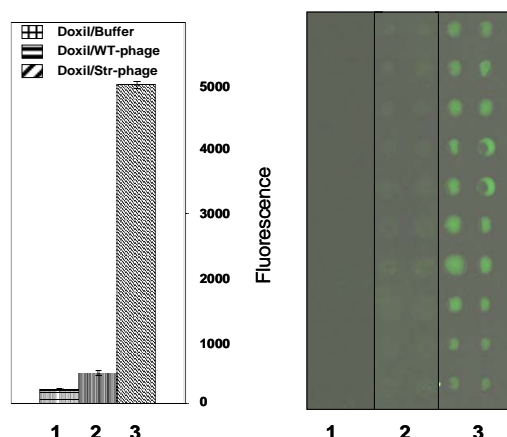 Doxil/Buffer
Doxil/WT-phage
Doxil/Str-phage
5000
4000
3000
2000
1000
0
Fluorescence
1 2 3
1 2 3